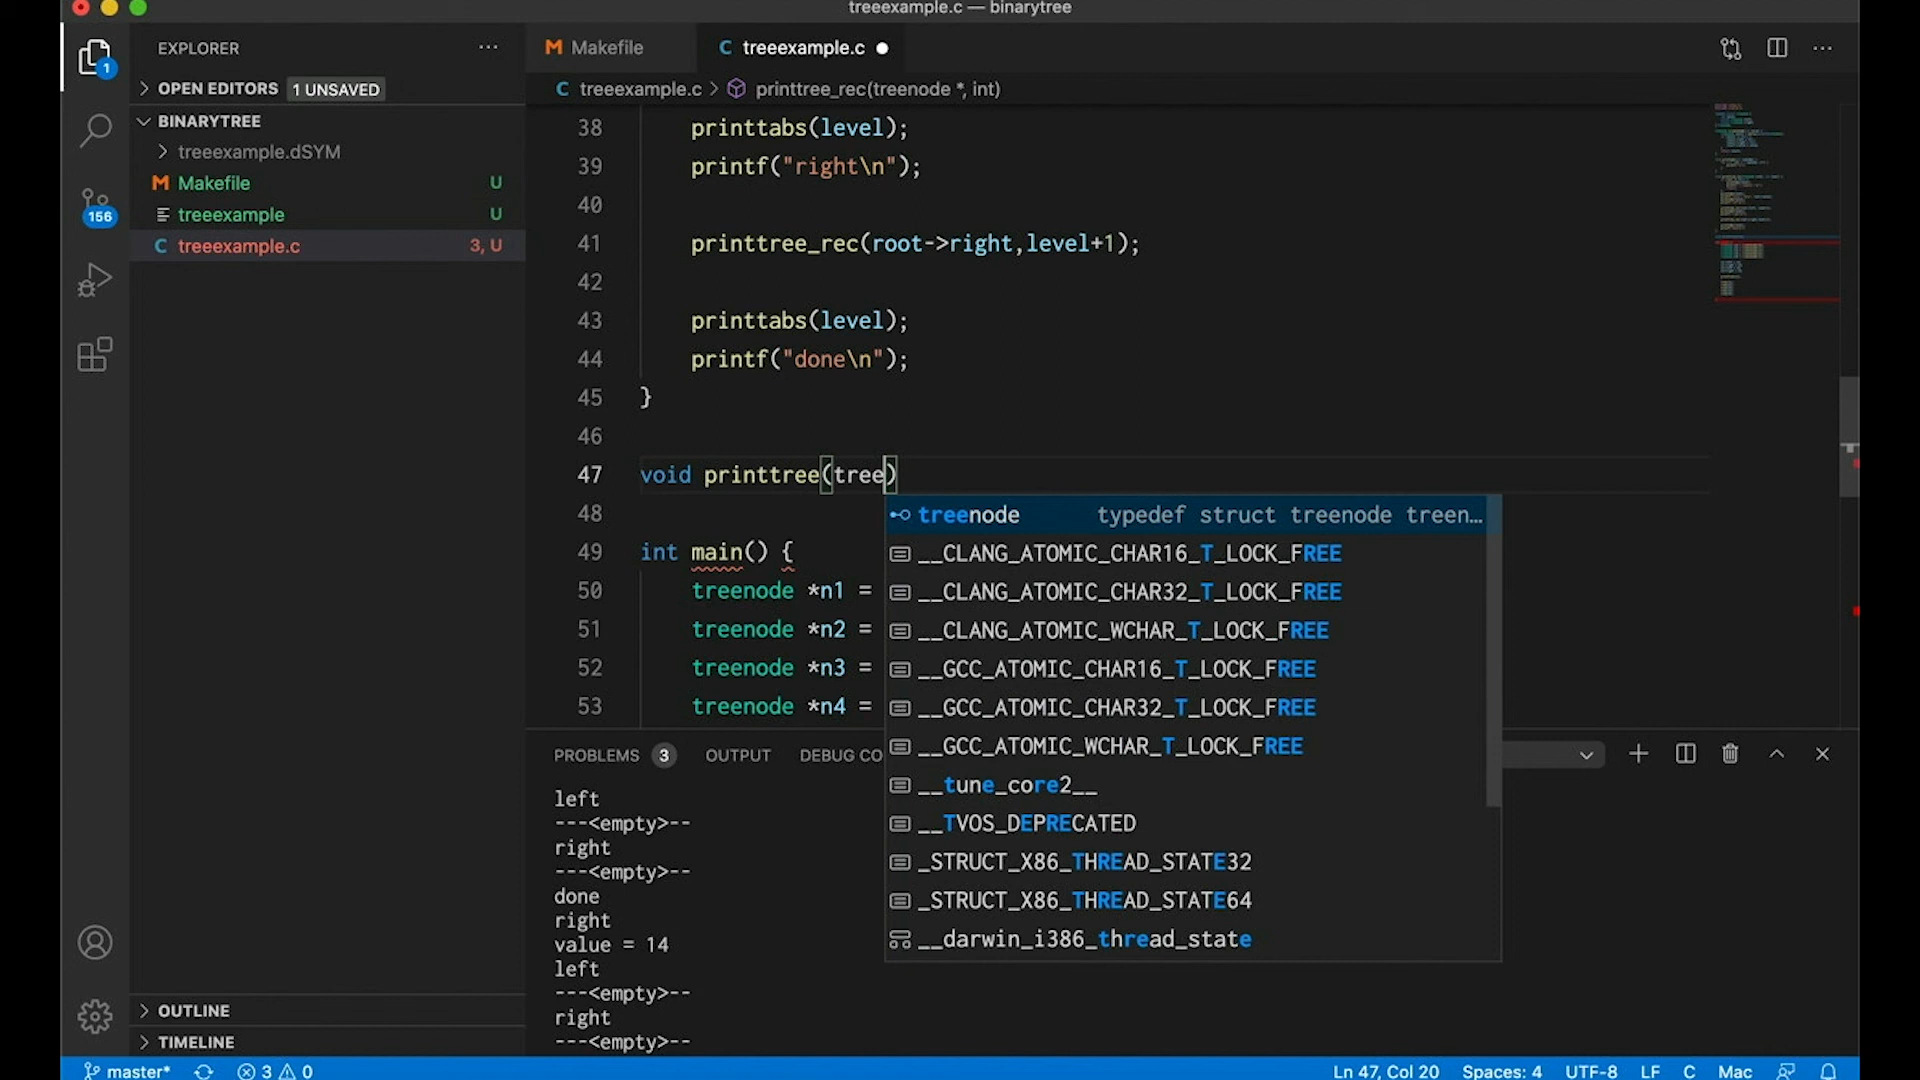 treeexample.c — binarytree
EXPLORER
Makefile
C treeexample.c
1
OPEN EDITORS 1 UNSAVED
C treeexample.c > printtree_rec(treenode *, int)
BINARYTREE
treeexample.dSYM
M Makefile U
treeexample U
C treeexample.c 3, U
156
38 printtabs(level);
39 printf("right\n");
40
41 printtree_rec(root->right,level+1);
42
43 printtabs(level);
44 printf("done\n");
45 }
46
47 void printtree(tree)
48
49 int main() {
50 treenode *n1 =
51 treenode *n2 =
52 treenode *n3 =
53 treenode *n4 =
treenode typedef struct treenode treen…
__CLANG_ATOMIC_CHAR16_T_LOCK_FREE
__CLANG_ATOMIC_CHAR32_T_LOCK_FREE
__CLANG_ATOMIC_WCHAR_T_LOCK_FREE
__GCC_ATOMIC_CHAR16_T_LOCK_FREE
__GCC_ATOMIC_CHAR32_T_LOCK_FREE
__GCC_ATOMIC_WCHAR_T_LOCK_FREE
__tune_core2__
__TVOS_DEPRECATED
_STRUCT_X86_THREAD_STATE32
_STRUCT_X86_THREAD_STATE64
__darwin_i386_thread_state
PROBLEMS 3 OUTPUT DEBUG CO
left
---<empty>--
right
---<empty>--
done
right
value = 14
left
---<empty>--
right
---<empty>--
OUTLINE
TIMELINE
master* 3 0
Ln 47, Col 20 Spaces: 4 UTF-8 LF C Mac